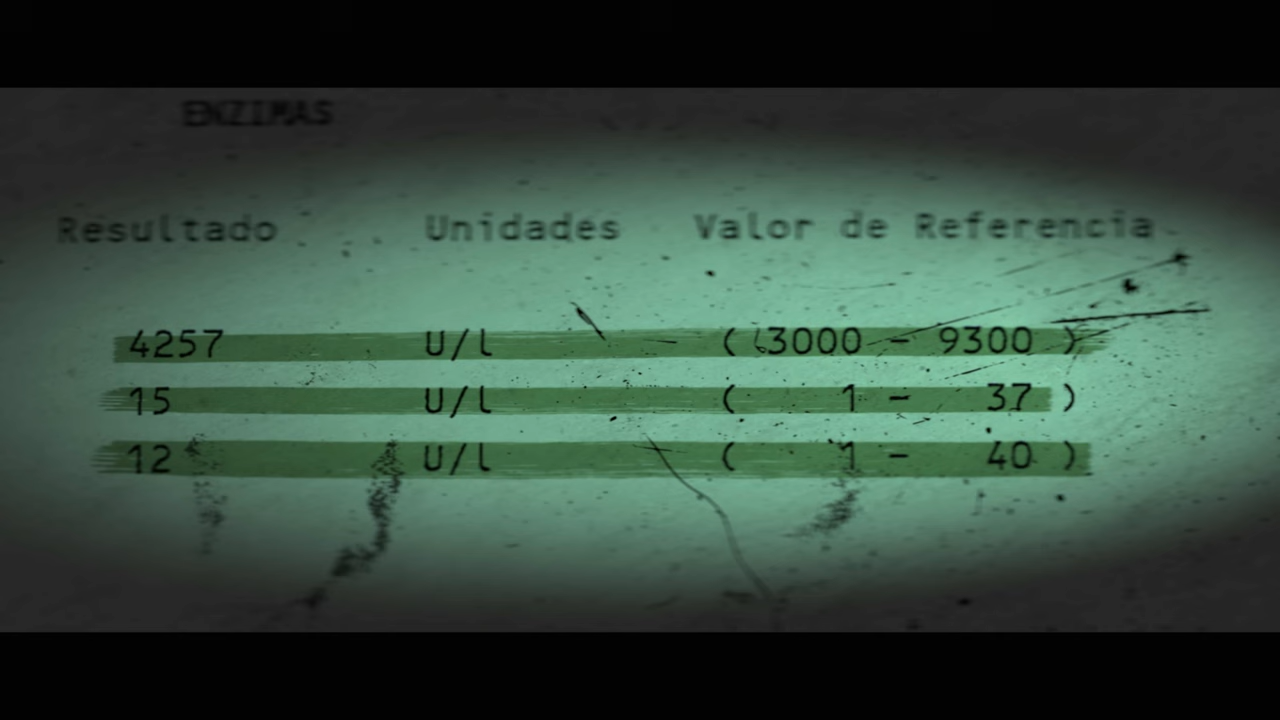 ENZIMAS
Resultado Unidades Valor de Referencia
4257 U/l ( 3000 - 9300 )
15 U/l ( 1 - 37 )
12 U/l ( 1 - 40 )